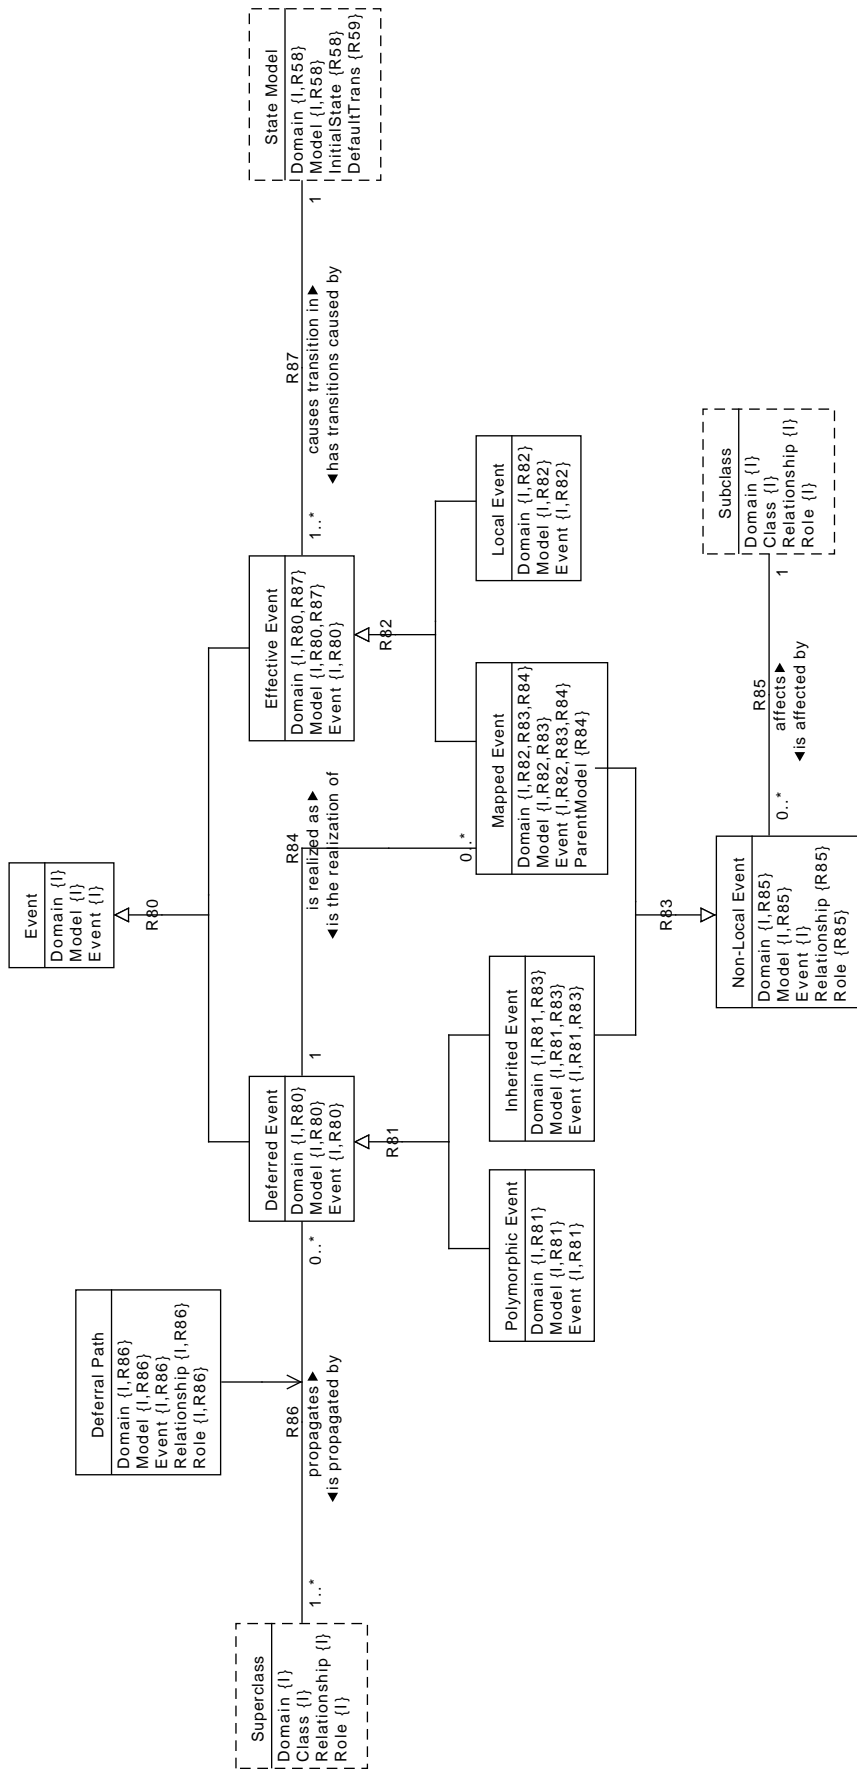 Event
Domain {I}
Model {I}
Event {I}
R80
Superclass
Domain {I}
Class {I}
Relationship {I}
Role {I}
1..*
R86
propagates ►
◄is propagated by
0..*
Deferral Path
Domain {I,R86}
Model {I,R86}
Event {I,R86}
Relationship {I,R86}
Role {I,R86}
Deferred Event
Domain {I,R80}
Model {I,R80}
Event {I,R80}
1
R84
is realized as ►
◄is the realization of
0..*
Effective Event
Domain {I,R80,R87}
Model {I,R80,R87}
Event {I,R80}
1..*
R87
causes transition in►
◄has transitions caused by
1
State Model
Domain {I,R58}
Model {I,R58}
InitialState {R58}
DefaultTrans {R59}
R81
R82
Polymorphic Event
Domain {I,R81}
Model {I,R81}
Event {I,R81}
Inherited Event
Domain {I,R81,R83}
Model {I,R81,R83}
Event {I,R81,R83}
Mapped Event
Domain {I,R82,R83,R84}
Model {I,R82,R83}
Event {I,R82,R83,R84}
ParentModel {R84}
Local Event
Domain {I,R82}
Model {I,R82}
Event {I,R82}
R83
Non-Local Event
Domain {I,R85}
Model {I,R85}
Event {I}
Relationship {R85}
Role {R85}
0..*
R85
affects►
◄is affected by
1
Subclass
Domain {I}
Class {I}
Relationship {I}
Role {I}